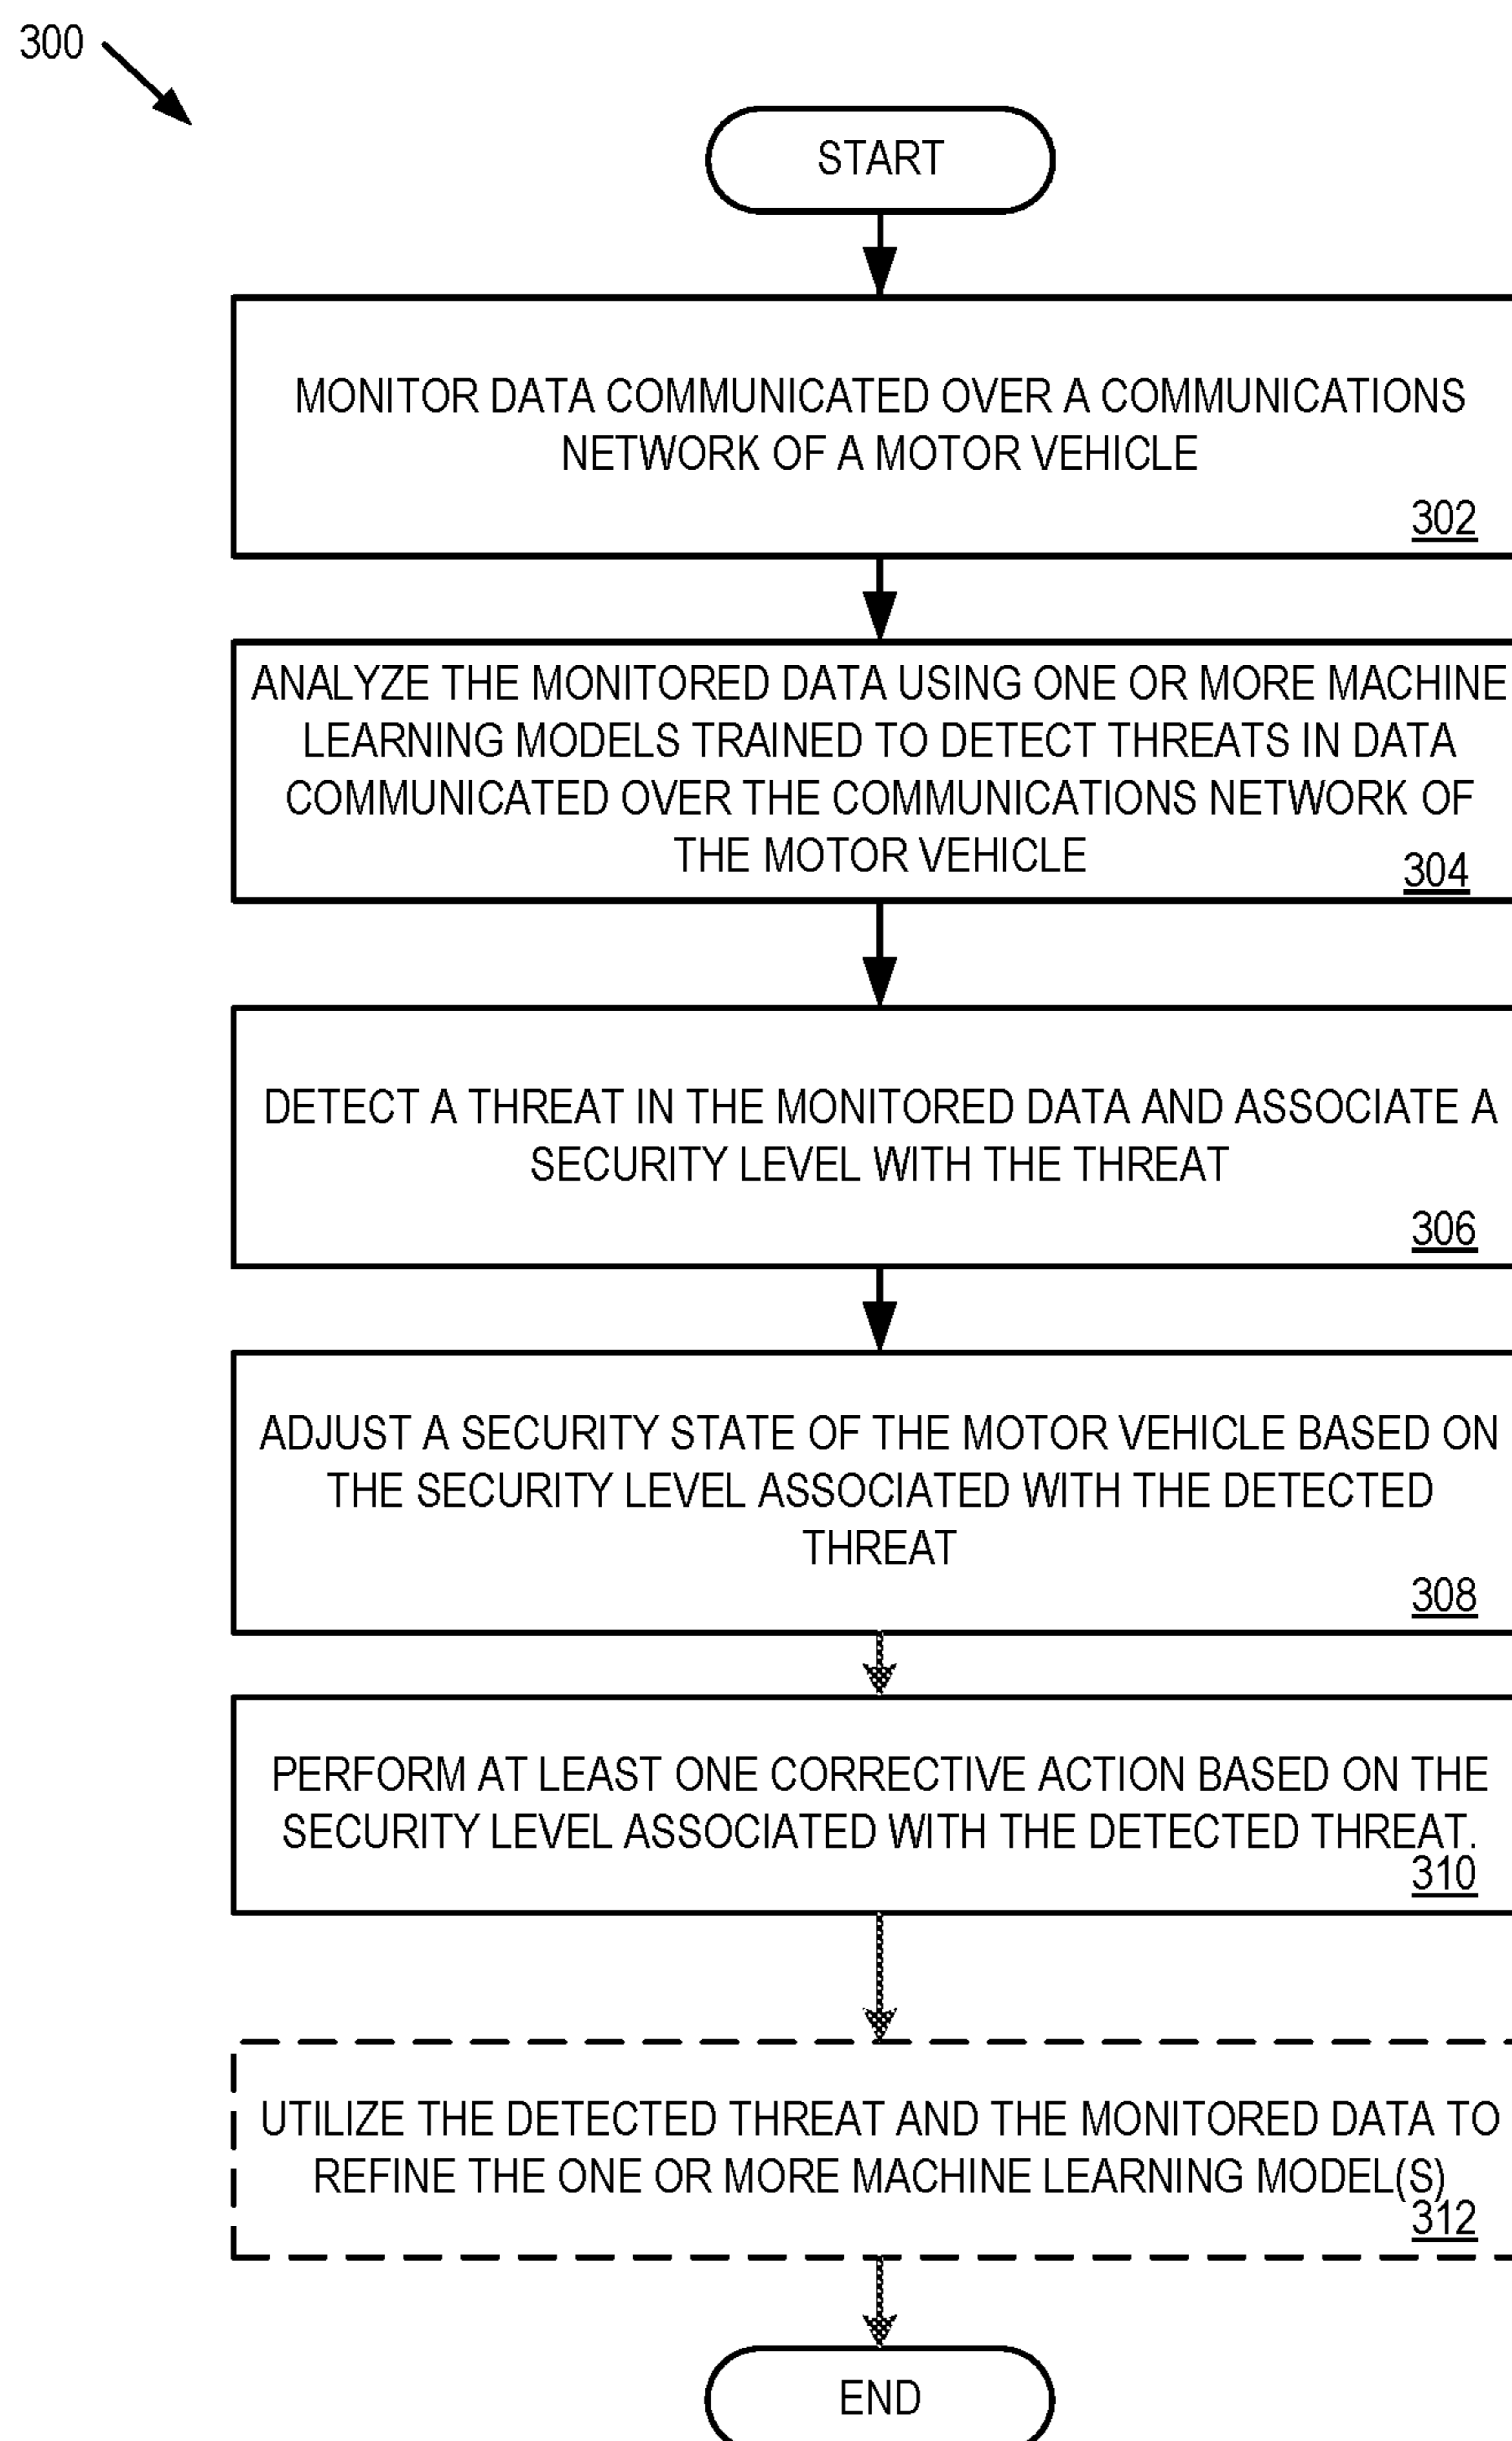 300
START
MONITOR DATA COMMUNICATED OVER A COMMUNICATIONS
NETWORK OF A MOTOR VEHICLE
302
ANALYZE THE MONITORED DATA USING ONE OR MORE MACHINE
LEARNING MODELS TRAINED TO DETECT THREATS IN DATA
COMMUNICATED OVER THE COMMUNICATIONS NETWORK OF
THE MOTOR VEHICLE
304
DETECT A THREAT IN THE MONITORED DATA AND ASSOCIATE A
SECURITY LEVEL WITH THE THREAT
306
ADJUST A SECURITY STATE OF THE MOTOR VEHICLE BASED ON
THE SECURITY LEVEL ASSOCIATED WITH THE DETECTED
THREAT
308
PERFORM AT LEAST ONE CORRECTIVE ACTION BASED ON THE
SECURITY LEVEL ASSOCIATED WITH THE DETECTED THREAT.
310
UTILIZE THE DETECTED THREAT AND THE MONITORED DATA TO
REFINE THE ONE OR MORE MACHINE LEARNING MODEL(S)
312
END